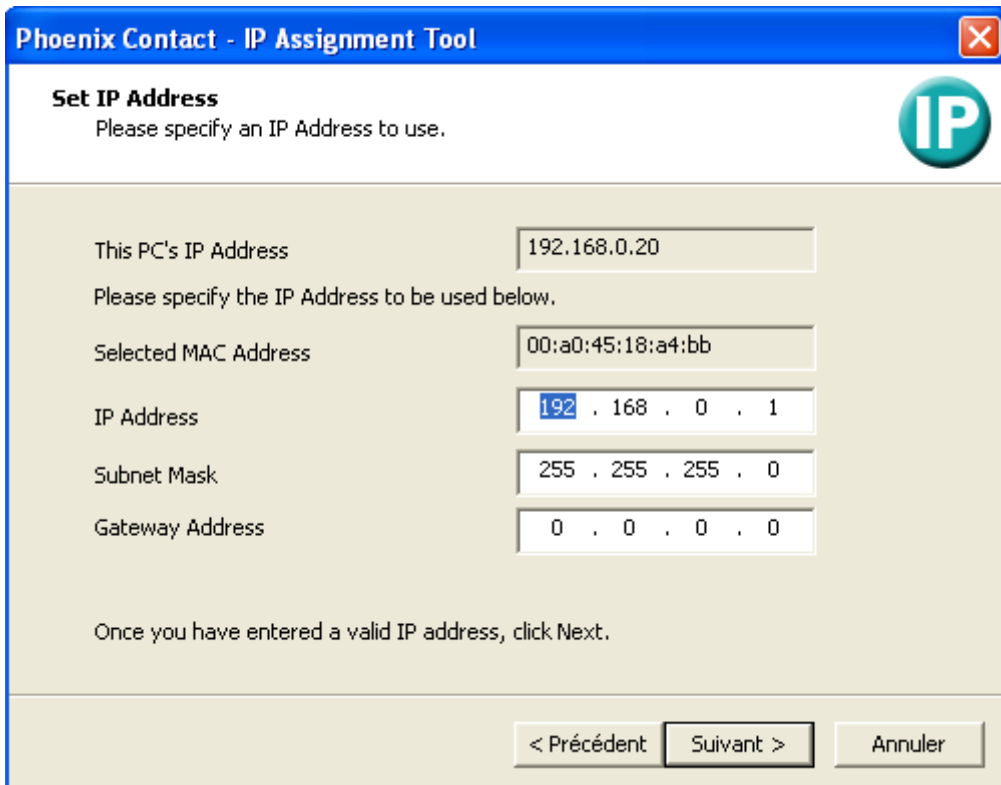 Phoenix Contact - IP Assignment Tool
Set IP Address
Please specify an IP Address to use.
IP
This PC's IP Address 192.168.0.20
Please specify the IP Address to be used below.
Selected MAC Address 00:a0:45:18:a4:bb
IP Address 192 . 168 . 0 . 1
Subnet Mask 255 . 255 . 255 . 0
Gateway Address 0 . 0 . 0 . 0
Once you have entered a valid IP address, click Next.
< Précédent Suivant > Annuler